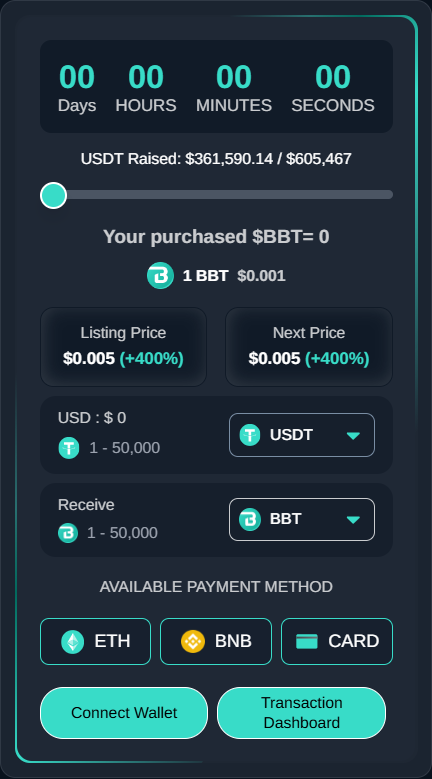 00 00 00 00
Days HOURS MINUTES SECONDS
USDT Raised: $361,590.14 / $605,467
Your purchased $BBT= 0
1 BBT $0.001
Listing Price Next Price
$0.005 (+400%) $0.005 (+400%)
USD : $ 0
1 - 50,000
USDT
Receive
1 - 50,000
BBT
AVAILABLE PAYMENT METHOD
ETH BNB CARD
Connect Wallet
Transaction
Dashboard